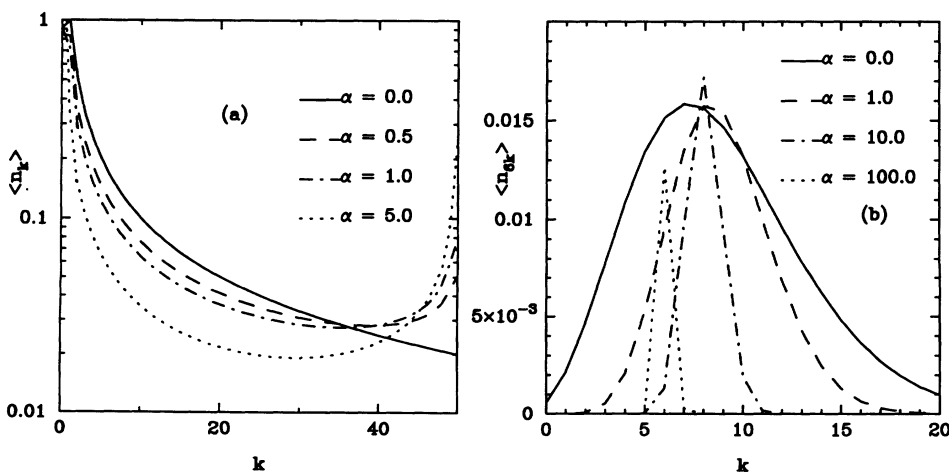 1
0.1
0.01
<n_k>
(a)
α = 0.0
α = 0.5
α = 1.0
α = 5.0
0
20
40
k
0.015
0.01
5×10⁻³
0
<n_{6k}>
α = 0.0
α = 1.0
α = 10.0
α = 100.0
(b)
0
5
10
15
20
k